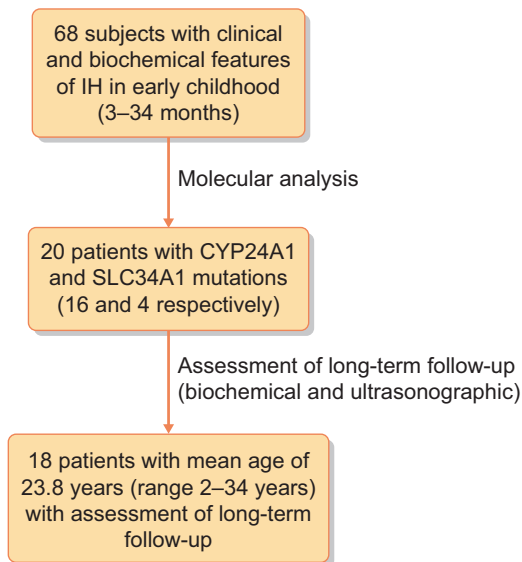 68 subjects with clinical
and biochemical features
of IH in early childhood
(3–34 months)
Molecular analysis
20 patients with CYP24A1
and SLC34A1 mutations
(16 and 4 respectively)
Assessment of long-term follow-up
(biochemical and ultrasonographic)
18 patients with mean age of
23.8 years (range 2–34 years)
with assessment of long-term
follow-up